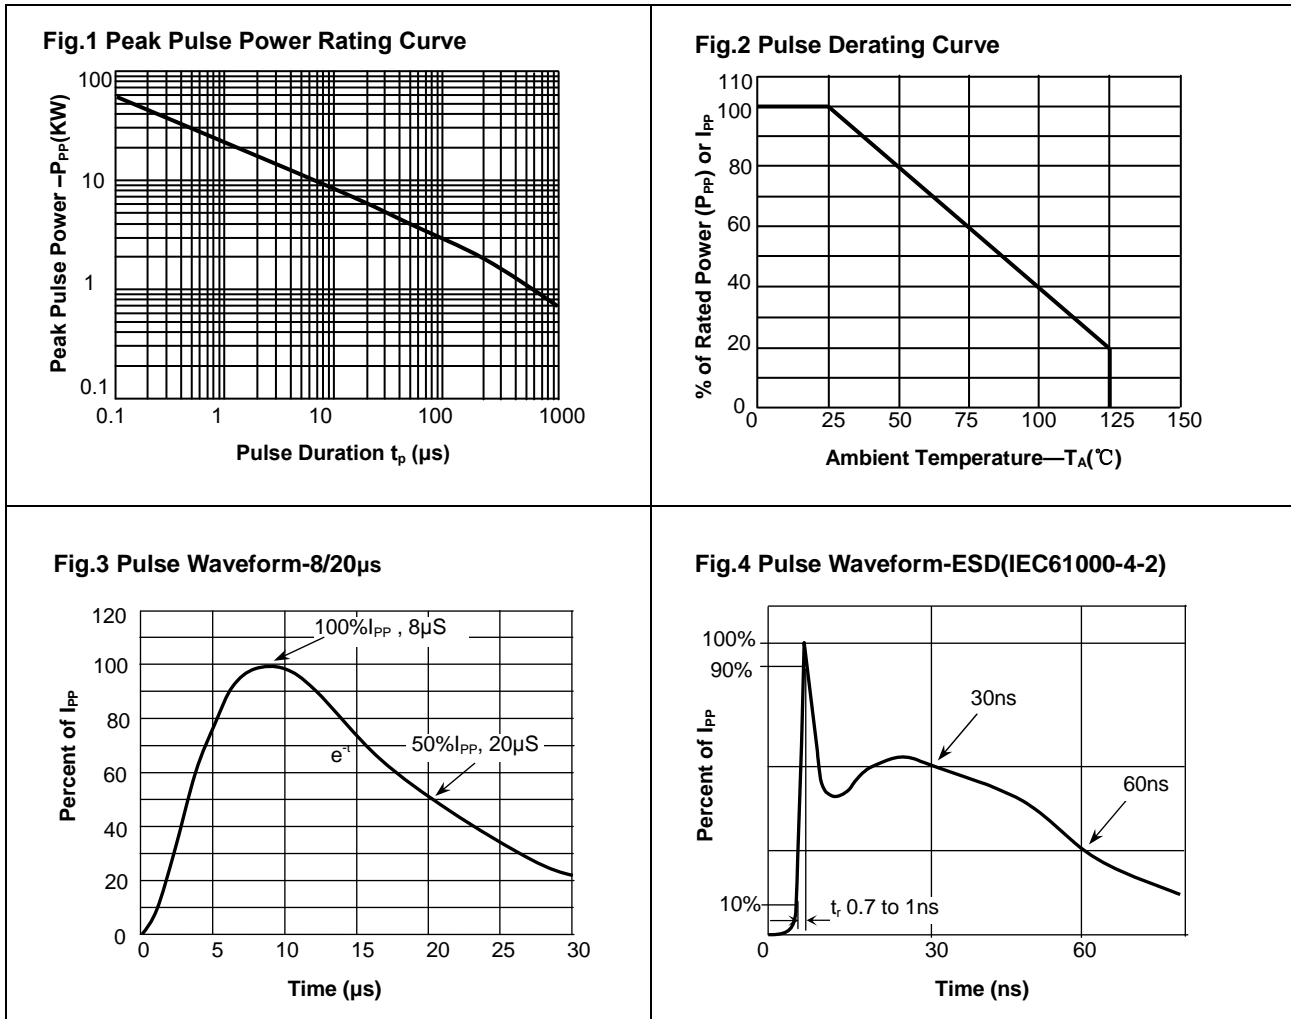 Fig.1 Peak Pulse Power Rating Curve
Peak Pulse Power –PPP(KW)
100
10
1
0.1
0.1 1 10 100 1000
Pulse Duration tp (µs)
Fig.2 Pulse Derating Curve
% of Rated Power (PPP) or IPP
110
100
80
60
40
20
0
0 25 50 75 100 125 150
Ambient Temperature—TA(℃)
Fig.3 Pulse Waveform-8/20µs
Percent of IPP
120
100
80
60
40
20
0
100%IPP , 8µS
e-t
50%IPP, 20µS
0 5 10 15 20 25 30
Time (µs)
Fig.4 Pulse Waveform-ESD(IEC61000-4-2)
Percent of IPP
100%
90%
10%
30ns
60ns
tr 0.7 to 1ns
0 30 60
Time (ns)